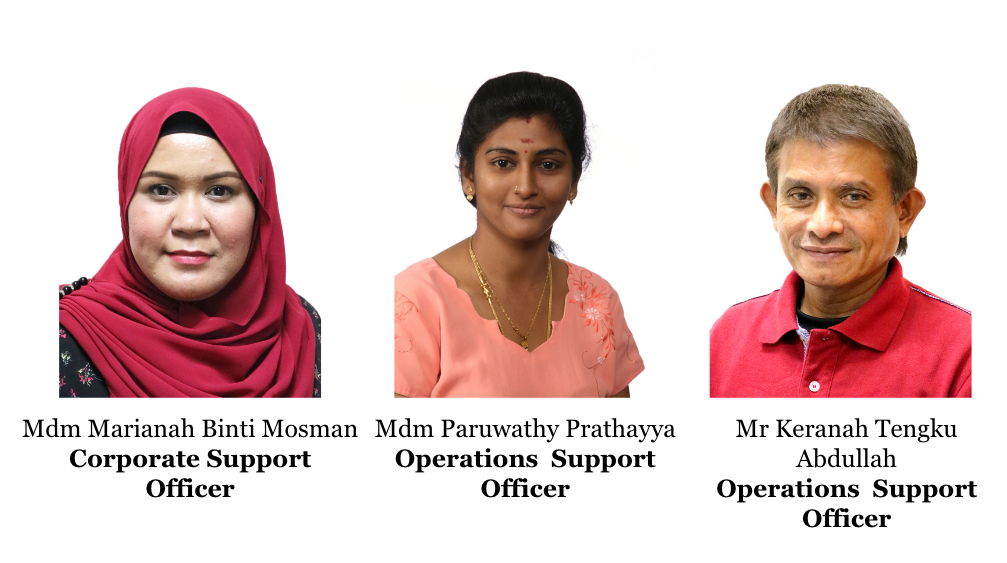 Mdm Marianah Binti Mosman
Corporate Support
Officer
Mdm Paruwathy Prathayya
Operations Support
Officer
Mr Keranah Tengku
Abdullah
Operations Support
Officer